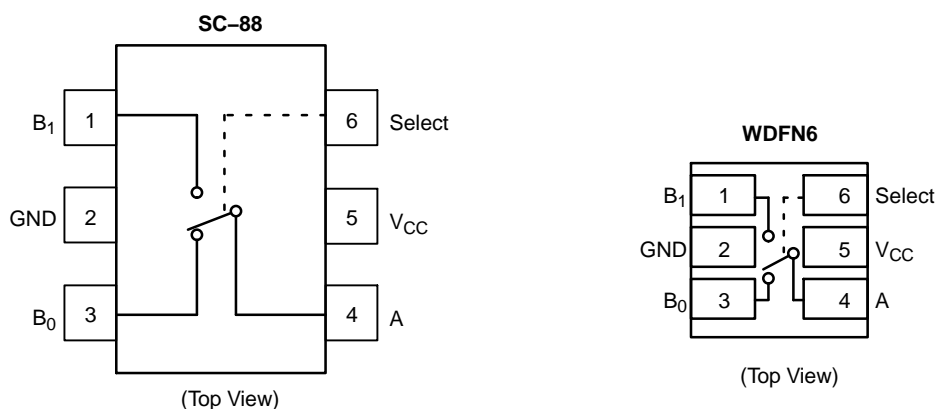 SC–88
B1 1 6 Select
GND 2 5 VCC
B0 3 4 A
(Top View)
WDFN6
B1 1 6 Select
GND 2 5 VCC
B0 3 4 A
(Top View)